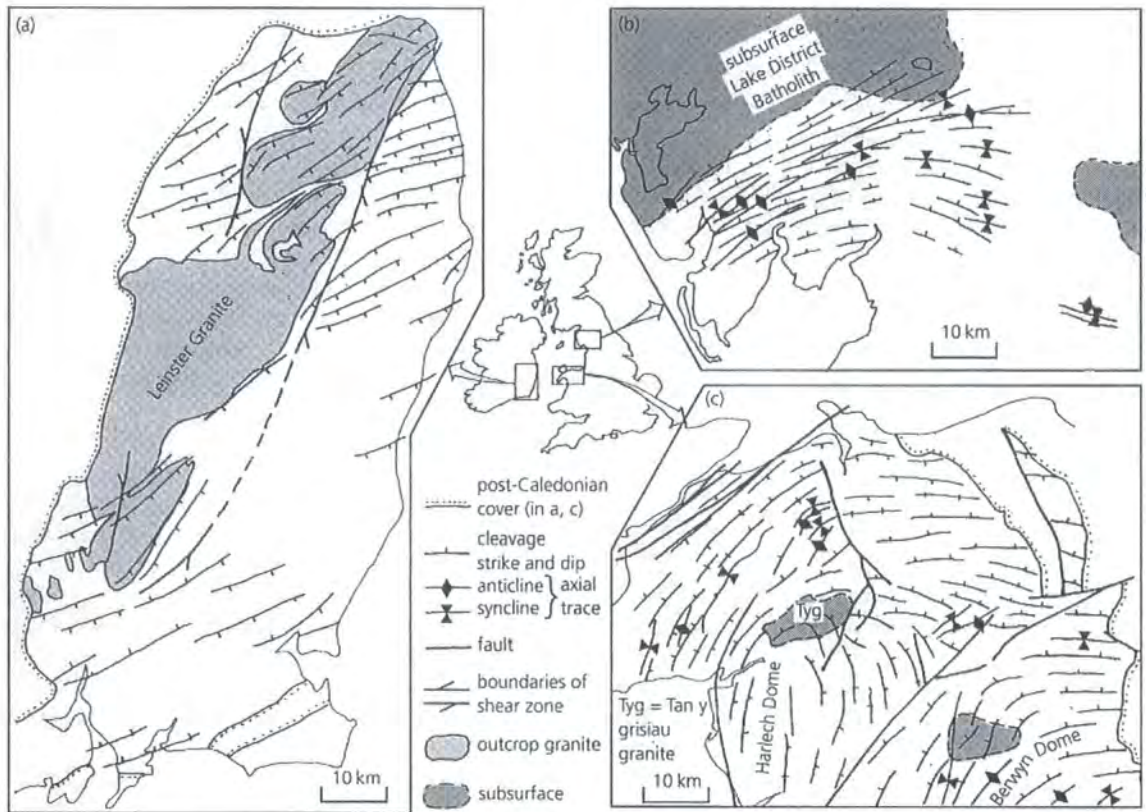 (a)
Leinster Granite
10 km
post-Caledonian
cover (in a, c)
cleavage
strike and dip
anticline
syncline
axial
trace
fault
boundaries of
shear zone
outcrop granite
subsurface
(b)
subsurface
Lake District
Batholith
10 km
(c)
Tyg
Tyg = Tan y
grisiau
granite
10 km
Harlech Dome
Berwyn Dome